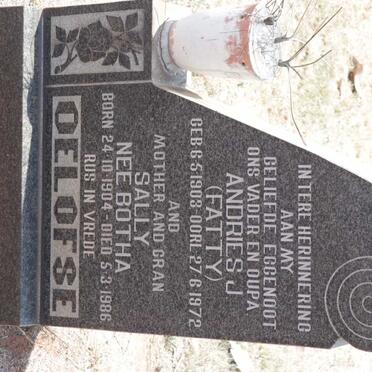 IN TERE HERINNERING
AAN MY
GELIEFDE EGGENOOT
ONS VADER EN OUPA
ANDRIES J
(FATTY)
GEB 6·5·1903 - OORL 27·6·1972
AND
MOTHER AND GRAN
SALLY
NEE BOTHA
BORN 24·10·1904 - DIED 5·3·1986
RUS IN VREDE
OELOFSE